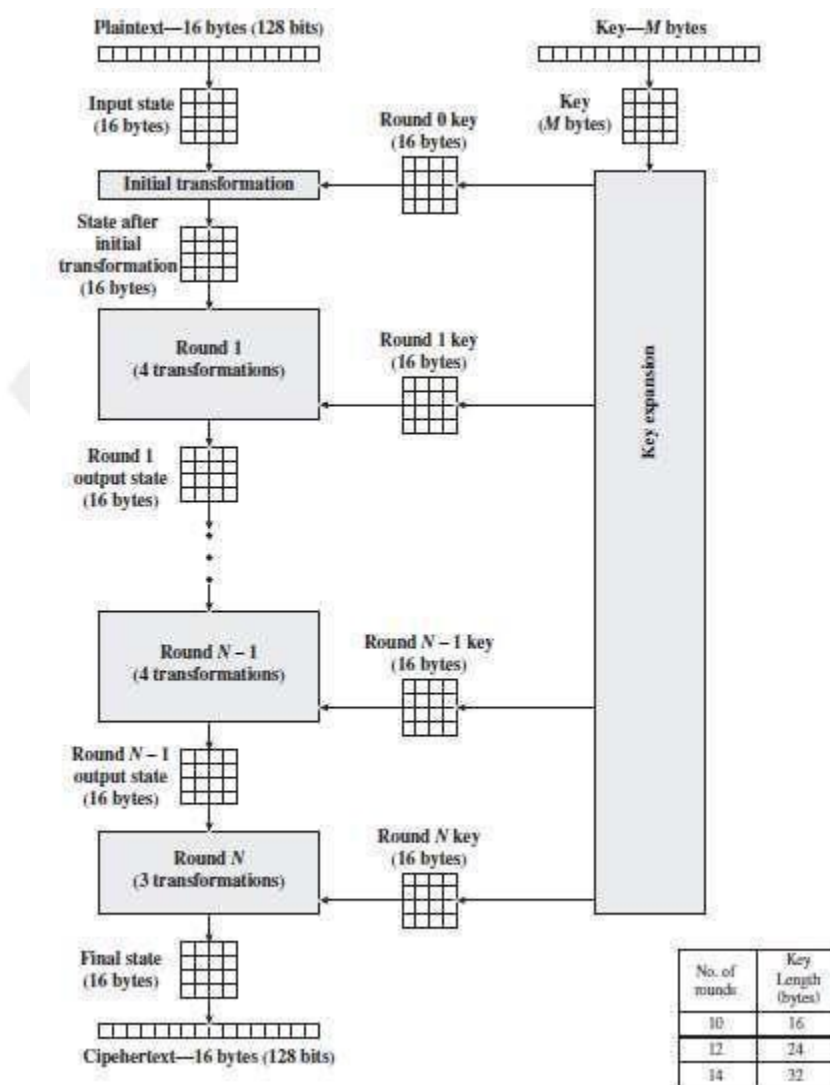 Plaintext—16 bytes (128 bits)
Key—M bytes
Input state
(16 bytes)
Key
(M bytes)
Round 0 key
(16 bytes)
Initial transformation
State after
initial
transformation
(16 bytes)
Round 1
(4 transformations)
Round 1 key
(16 bytes)
Key expansion
Round 1
output state
(16 bytes)
Round N – 1
(4 transformations)
Round N – 1 key
(16 bytes)
Round N – 1
output state
(16 bytes)
Round N
(3 transformations)
Round N key
(16 bytes)
Final state
(16 bytes)
Cipehertext—16 bytes (128 bits)
No. of
rounds
Key
Length
(bytes)
10 16
12 24
14 32